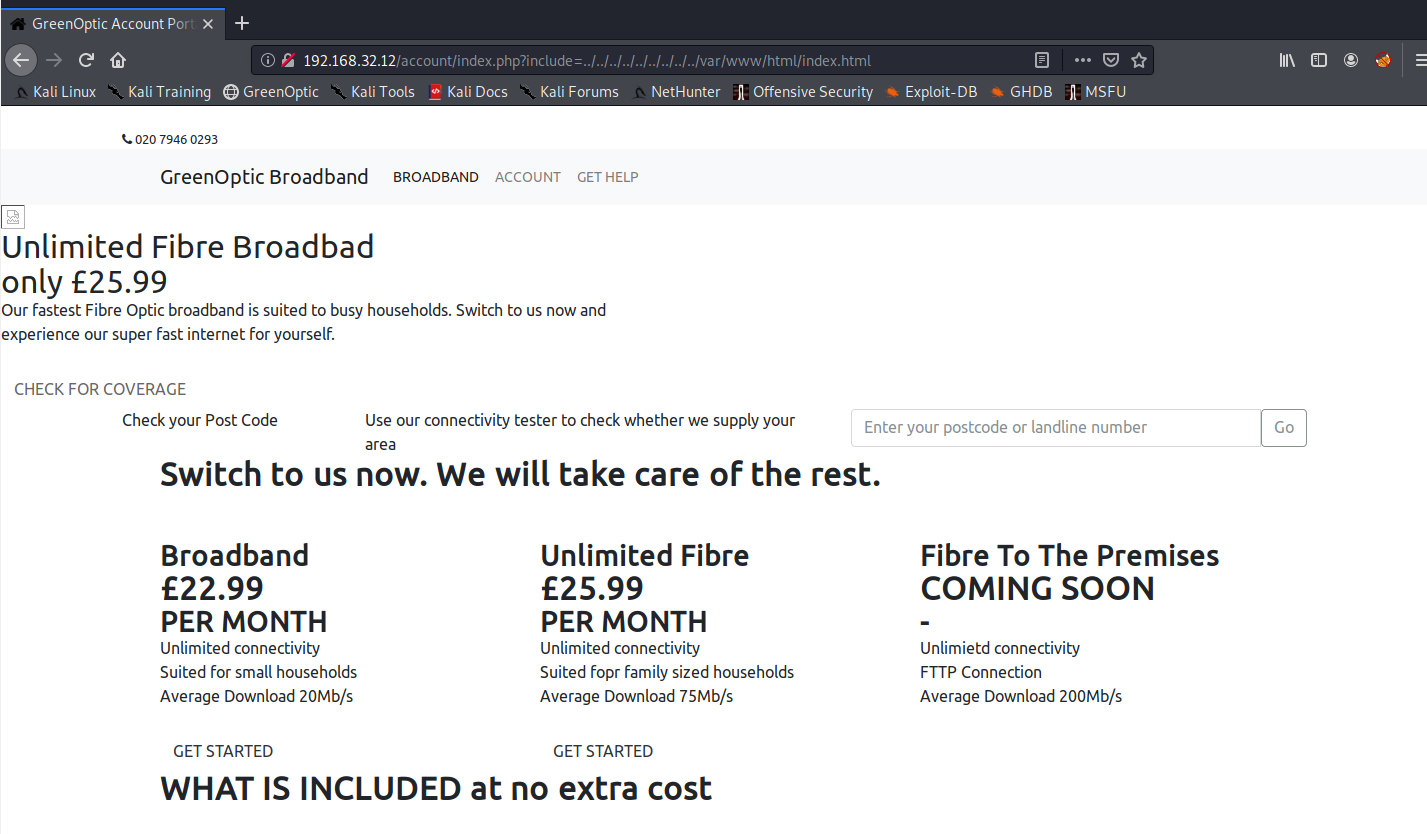 GreenOptic Account Port
192.168.32.12/account/index.php?include=../../../../../../../../../var/www/html/index.html
Kali Linux Kali Training GreenOptic Kali Tools Kali Docs Kali Forums NetHunter Offensive Security Exploit-DB GHDB MSFU
020 7946 0293
GreenOptic Broadband BROADBAND ACCOUNT GET HELP
Unlimited Fibre Broadbad
only £25.99
Our fastest Fibre Optic broadband is suited to busy households. Switch to us now and
experience our super fast internet for yourself.
CHECK FOR COVERAGE
Check your Post Code Use our connectivity tester to check whether we supply your Enter your postcode or landline number Go
area
Switch to us now. We will take care of the rest.
Broadband Unlimited Fibre Fibre To The Premises
£22.99 £25.99 COMING SOON
PER MONTH PER MONTH -
Unlimited connectivity Unlimited connectivity Unlimietd connectivity
Suited for small households Suited fopr family sized households FTTP Connection
Average Download 20Mb/s Average Download 75Mb/s Average Download 200Mb/s
GET STARTED GET STARTED
WHAT IS INCLUDED at no extra cost